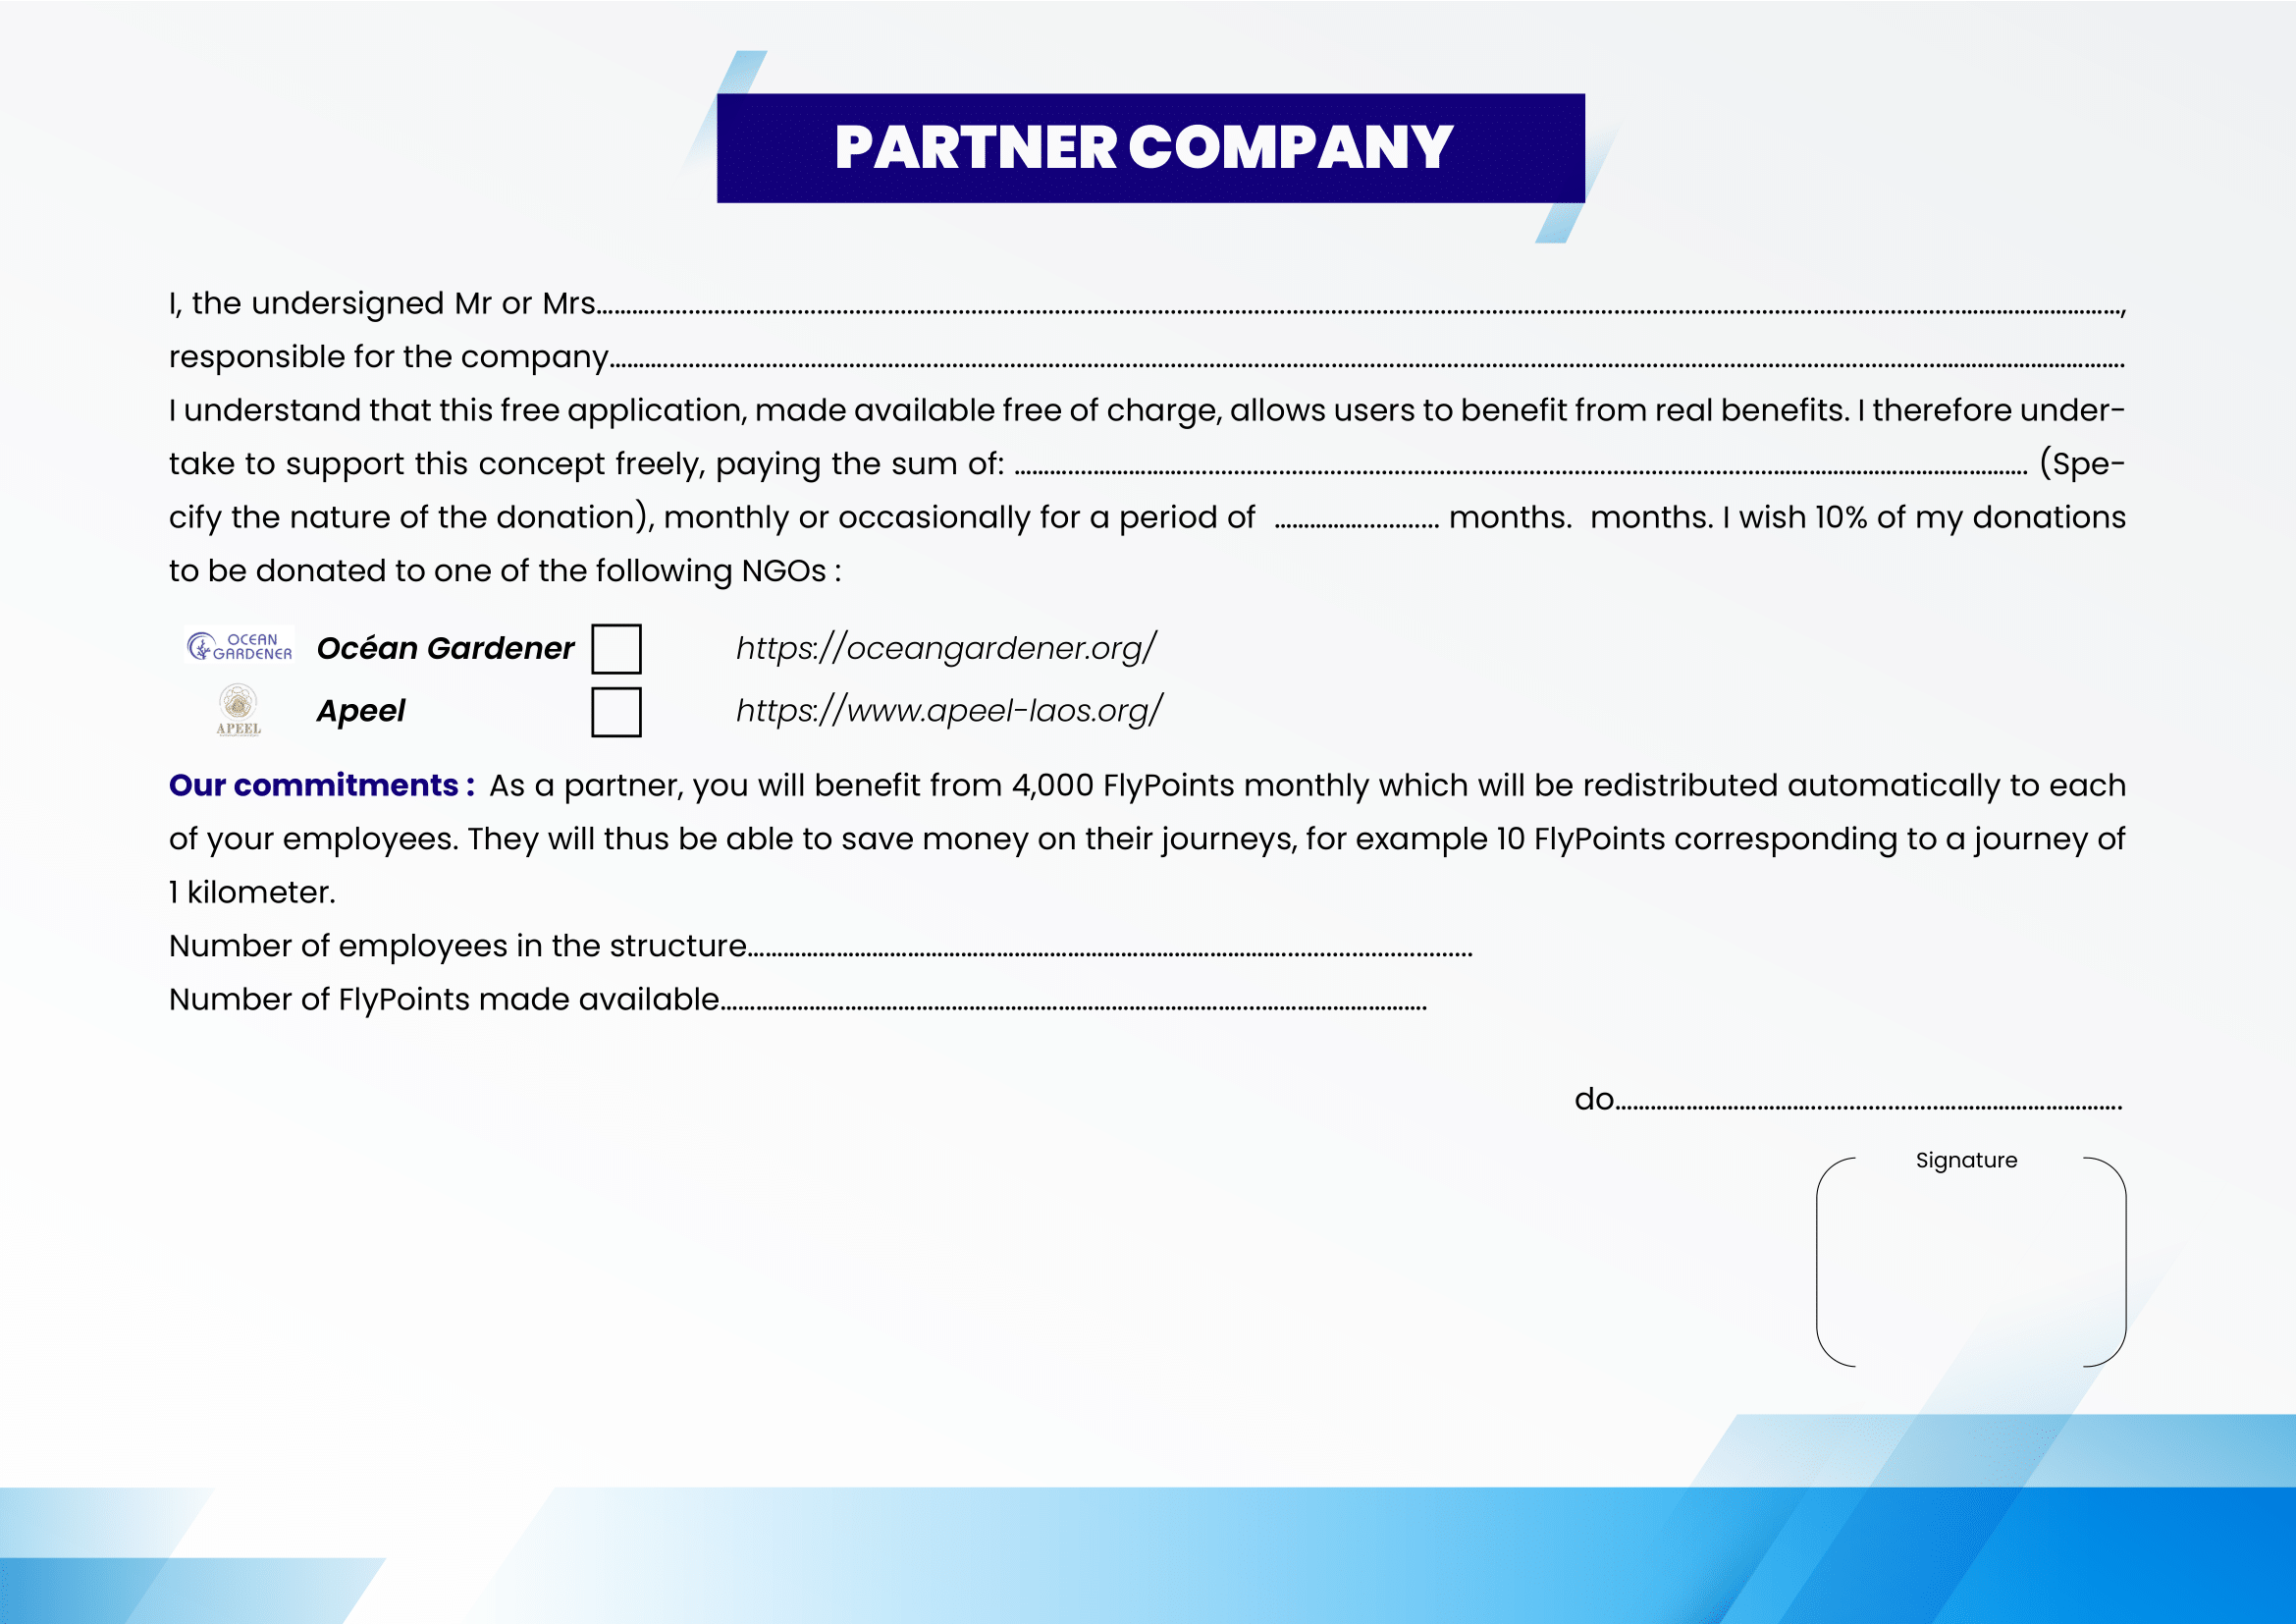 PARTNER COMPANY
I, the undersigned Mr or Mrs................................................................................,
responsible for the company................................................................................
I understand that this free application, made available free of charge, allows users to benefit from real benefits. I therefore under-
take to support this concept freely, paying the sum of: ................................................................................ (Spe-
cify the nature of the donation), monthly or occasionally for a period of ........................... months.  months. I wish 10% of my donations
to be donated to one of the following NGOs :
OCEAN
GARDENER
Océan Gardener
https://oceangardener.org/
APEEL
Apeel
https://www.apeel-laos.org/
Our commitments : As a partner, you will benefit from 4,000 FlyPoints monthly which will be redistributed automatically to each
of your employees. They will thus be able to save money on their journeys, for example 10 FlyPoints corresponding to a journey of
1 kilometer.
Number of employees in the structure................................................................................
Number of FlyPoints made available................................................................................
do................................................................................
Signature